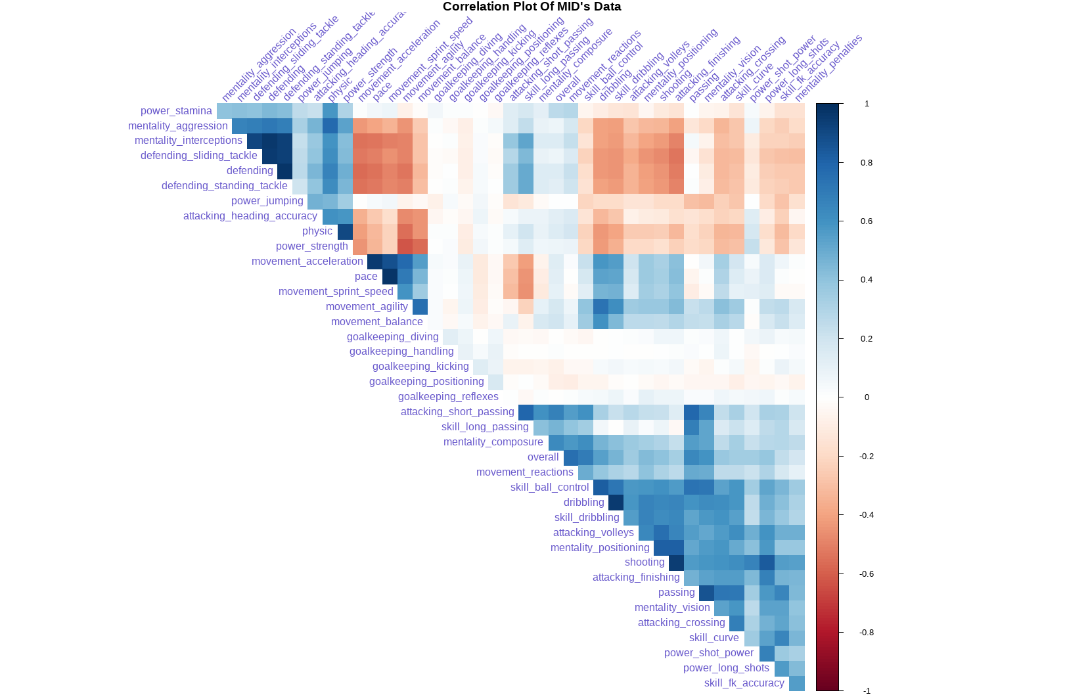 Correlation Plot Of MID's Data
mentality_aggression
mentality_interceptions
defending_sliding_tackle
defending
defending_standing_tackle
power_jumping
attacking_heading_accurac
physic
power_strength
movement_acceleration
pace
movement_sprint_speed
movement_agility
movement_balance
goalkeeping_diving
goalkeeping_handling
goalkeeping_kicking
goalkeeping_positioning
goalkeeping_reflexes
attacking_short_passing
skill_long_passing
mentality_composure
overall
movement_reactions
skill_ball_control
dribbling
skill_dribbling
attacking_volleys
mentality_positioning
shooting
attacking_finishing
passing
mentality_vision
attacking_crossing
skill_curve
power_shot_power
power_long_shots
skill_fk_accuracy
mentality_penalties
power_stamina
mentality_aggression
mentality_interceptions
defending_sliding_tackle
defending
defending_standing_tackle
power_jumping
attacking_heading_accuracy
physic
power_strength
movement_acceleration
pace
movement_sprint_speed
movement_agility
movement_balance
goalkeeping_diving
goalkeeping_handling
goalkeeping_kicking
goalkeeping_positioning
goalkeeping_reflexes
attacking_short_passing
skill_long_passing
mentality_composure
overall
movement_reactions
skill_ball_control
dribbling
skill_dribbling
attacking_volleys
mentality_positioning
shooting
attacking_finishing
passing
mentality_vision
attacking_crossing
skill_curve
power_shot_power
power_long_shots
skill_fk_accuracy
1
0.8
0.6
0.4
0.2
0
-0.2
-0.4
-0.6
-0.8
-1